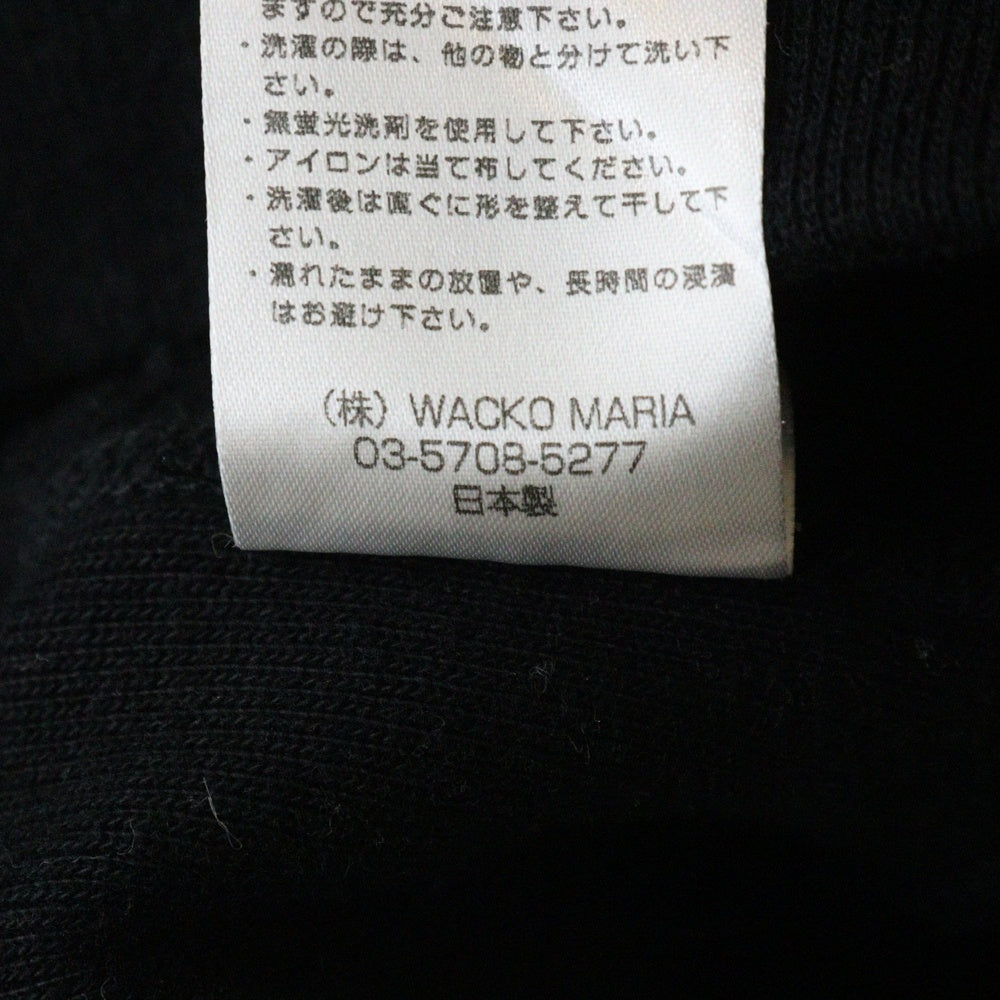 ますので充分ご注意下さい。
・洗濯の際は、他の物と分けて洗い下
さい。
・無蛍光洗剤を使用して下さい。
・アイロンは当て布してください。
・洗濯後は直ぐに形を整えて干して下
さい。
・濡れたままの放置や、長時間の浸漬
はお避け下さい。
（株）WACKO MARIA
03-5708-5277
日本製